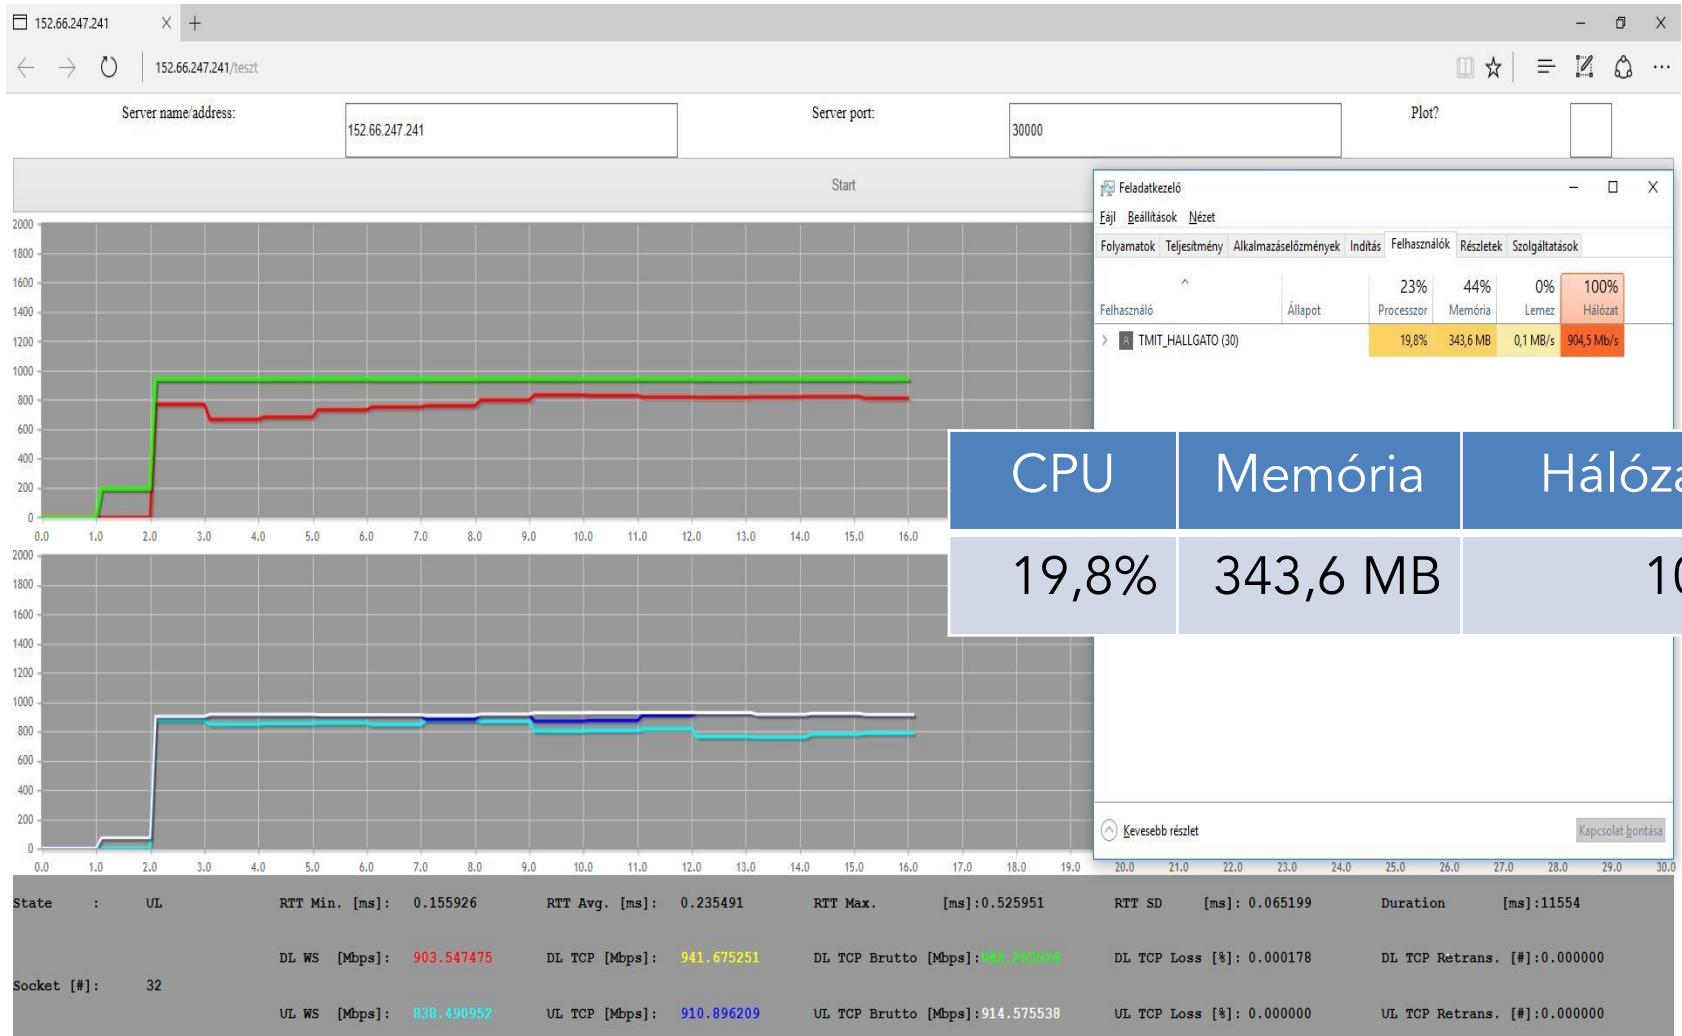 152.66.247.241
152.66.247.241/teszt
Server name/address:
152.66.247.241
Server port:
30000
Plot?
Start
Feladatkezelő
Fájl Beállítások Nézet
Folyamatok Teljesítmény Alkalmazáselőzmények Indítás Felhasználók Részletek Szolgáltatások
23% 44% 0% 100%
Felhasználó Állapot Processzor Memória Lemez Hálózat
TMIT_HALLGATO (30) 19,8% 343,6 MB 0,1 MB/s 904,5 Mb/s
2000
1800
1600
1400
1200
1000
800
600
400
200
0
0.0 1.0 2.0 3.0 4.0 5.0 6.0 7.0 8.0 9.0 10.0 11.0 12.0 13.0 14.0 15.0 16.0
CPU Memória
19,8% 343,6 MB
2000
1800
1600
1400
1200
1000
800
600
400
200
0
0.0 1.0 2.0 3.0 4.0 5.0 6.0 7.0 8.0 9.0 10.0 11.0 12.0 13.0 14.0 15.0 16.0 17.0 18.0 19.0 20.0 21.0 22.0 23.0 24.0 25.0 26.0 27.0 28.0 29.0 30.0
Kevesebb részlet
Kapcsolat bontása
State : UL RTT Min. [ms]: 0.155926 RTT Avg. [ms]: 0.235491 RTT Max. [ms]:0.525951 RTT SD [ms]: 0.065199 Duration [ms]:11554
DL WS [Mbps]: 903.547475 DL TCP [Mbps]: 941.675251 DL TCP Brutto [Mbps]: DL TCP Loss [%]: 0.000178 DL TCP Retrans. [#]:0.000000
Socket [#]: 32
UL WS [Mbps]: 838.490952 UL TCP [Mbps]: 910.896209 UL TCP Brutto [Mbps]:914.575538 UL TCP Loss [%]: 0.000000 UL TCP Retrans. [#]:0.000000